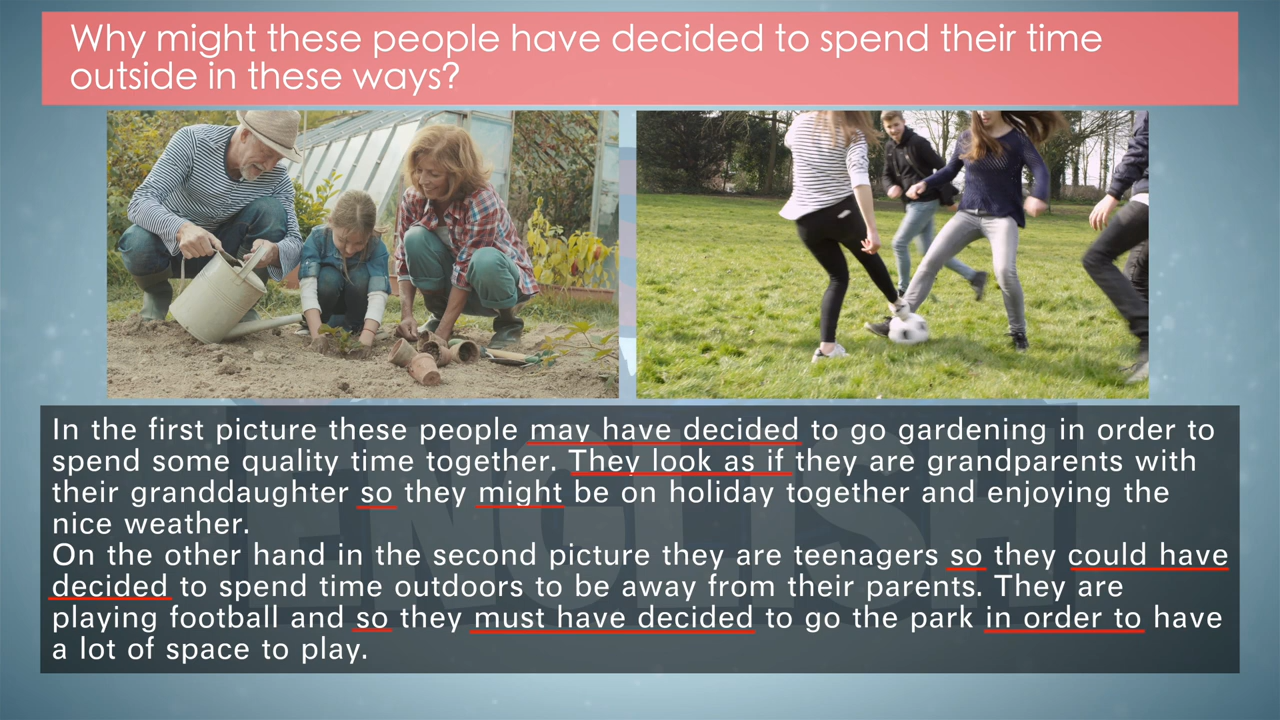 Why might these people have decided to spend their time
outside in these ways?
In the first picture these people may have decided to go gardening in order to
spend some quality time together. They look as if they are grandparents with
their granddaughter so they might be on holiday together and enjoying the
nice weather.
On the other hand in the second picture they are teenagers so they could have
decided to spend time outdoors to be away from their parents. They are
playing football and so they must have decided to go the park in order to have
a lot of space to play.
ENGLISH